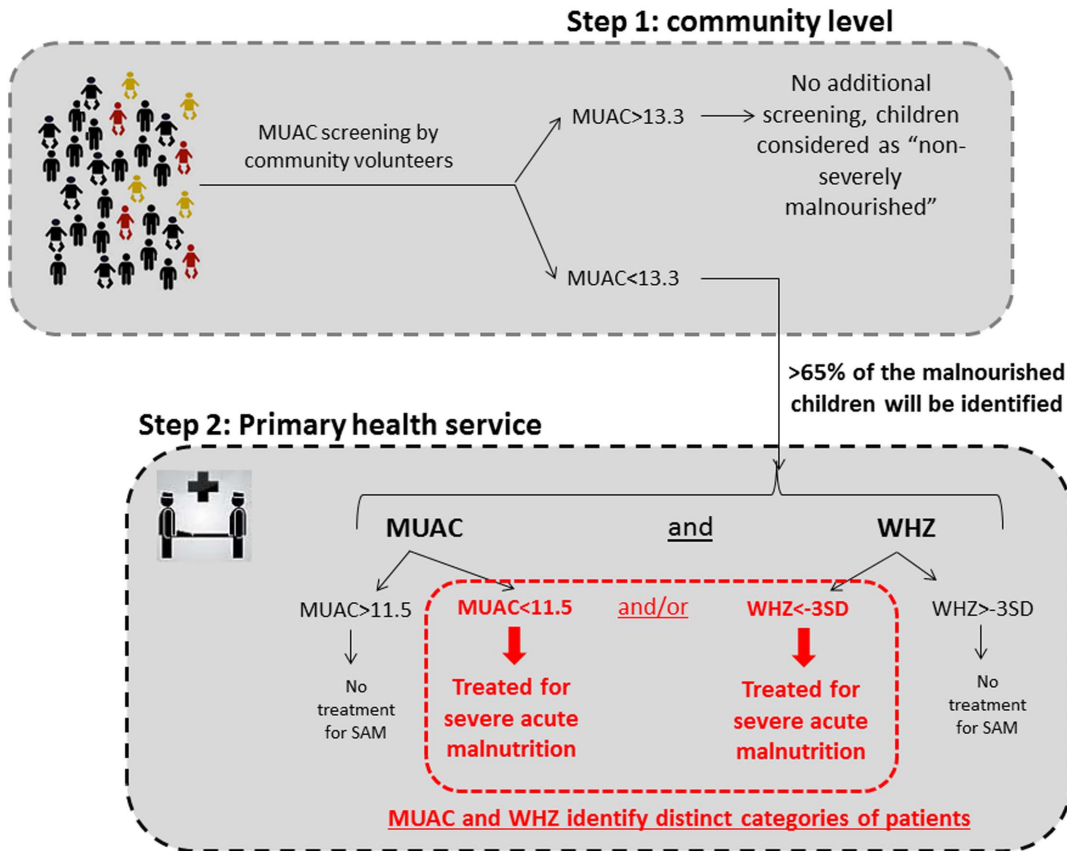 Step 1: community level
MUAC screening by
community volunteers
MUAC>13.3
No additional
screening, children
considered as “non-
severely
malnourished”
MUAC<13.3
>65% of the malnourished
children will be identified
Step 2: Primary health service
MUAC
and
WHZ
MUAC>11.5
MUAC<11.5
and/or
WHZ<-3SD
WHZ>-3SD
No
treatment
for SAM
Treated for
severe acute
malnutrition
Treated for
severe acute
malnutrition
No
treatment
for SAM
MUAC and WHZ identify distinct categories of patients